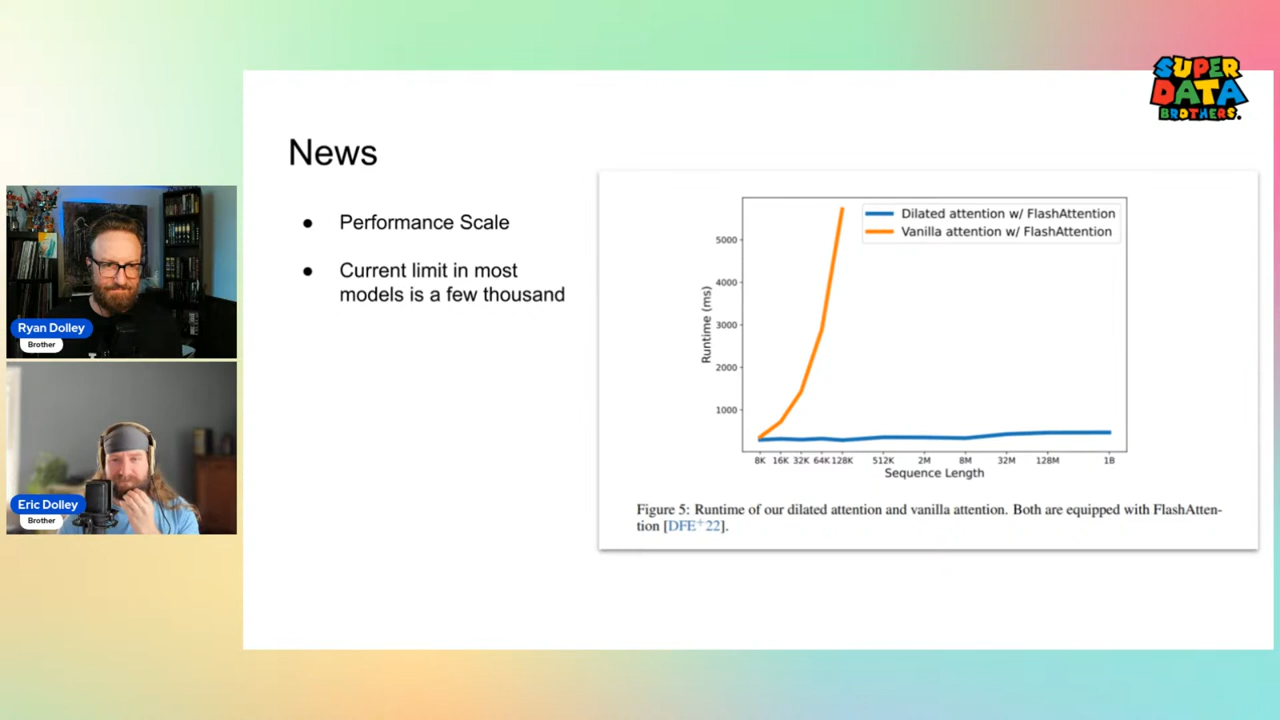 SUPER
DATA
BROTHERS.
News
● Performance Scale
● Current limit in most
models is a few thousand
Ryan Dolley
Brother
Eric Dolley
Brother
Dilated attention w/ FlashAttention
Vanilla attention w/ FlashAttention
5000
4000
3000
2000
1000
Runtime (ms)
8K 16K 32K 64K 128K 512K 2M 8M 32M 128M 1B
Sequence Length
Figure 5: Runtime of our dilated attention and vanilla attention. Both are equipped with FlashAtten-
tion [DFE+22].